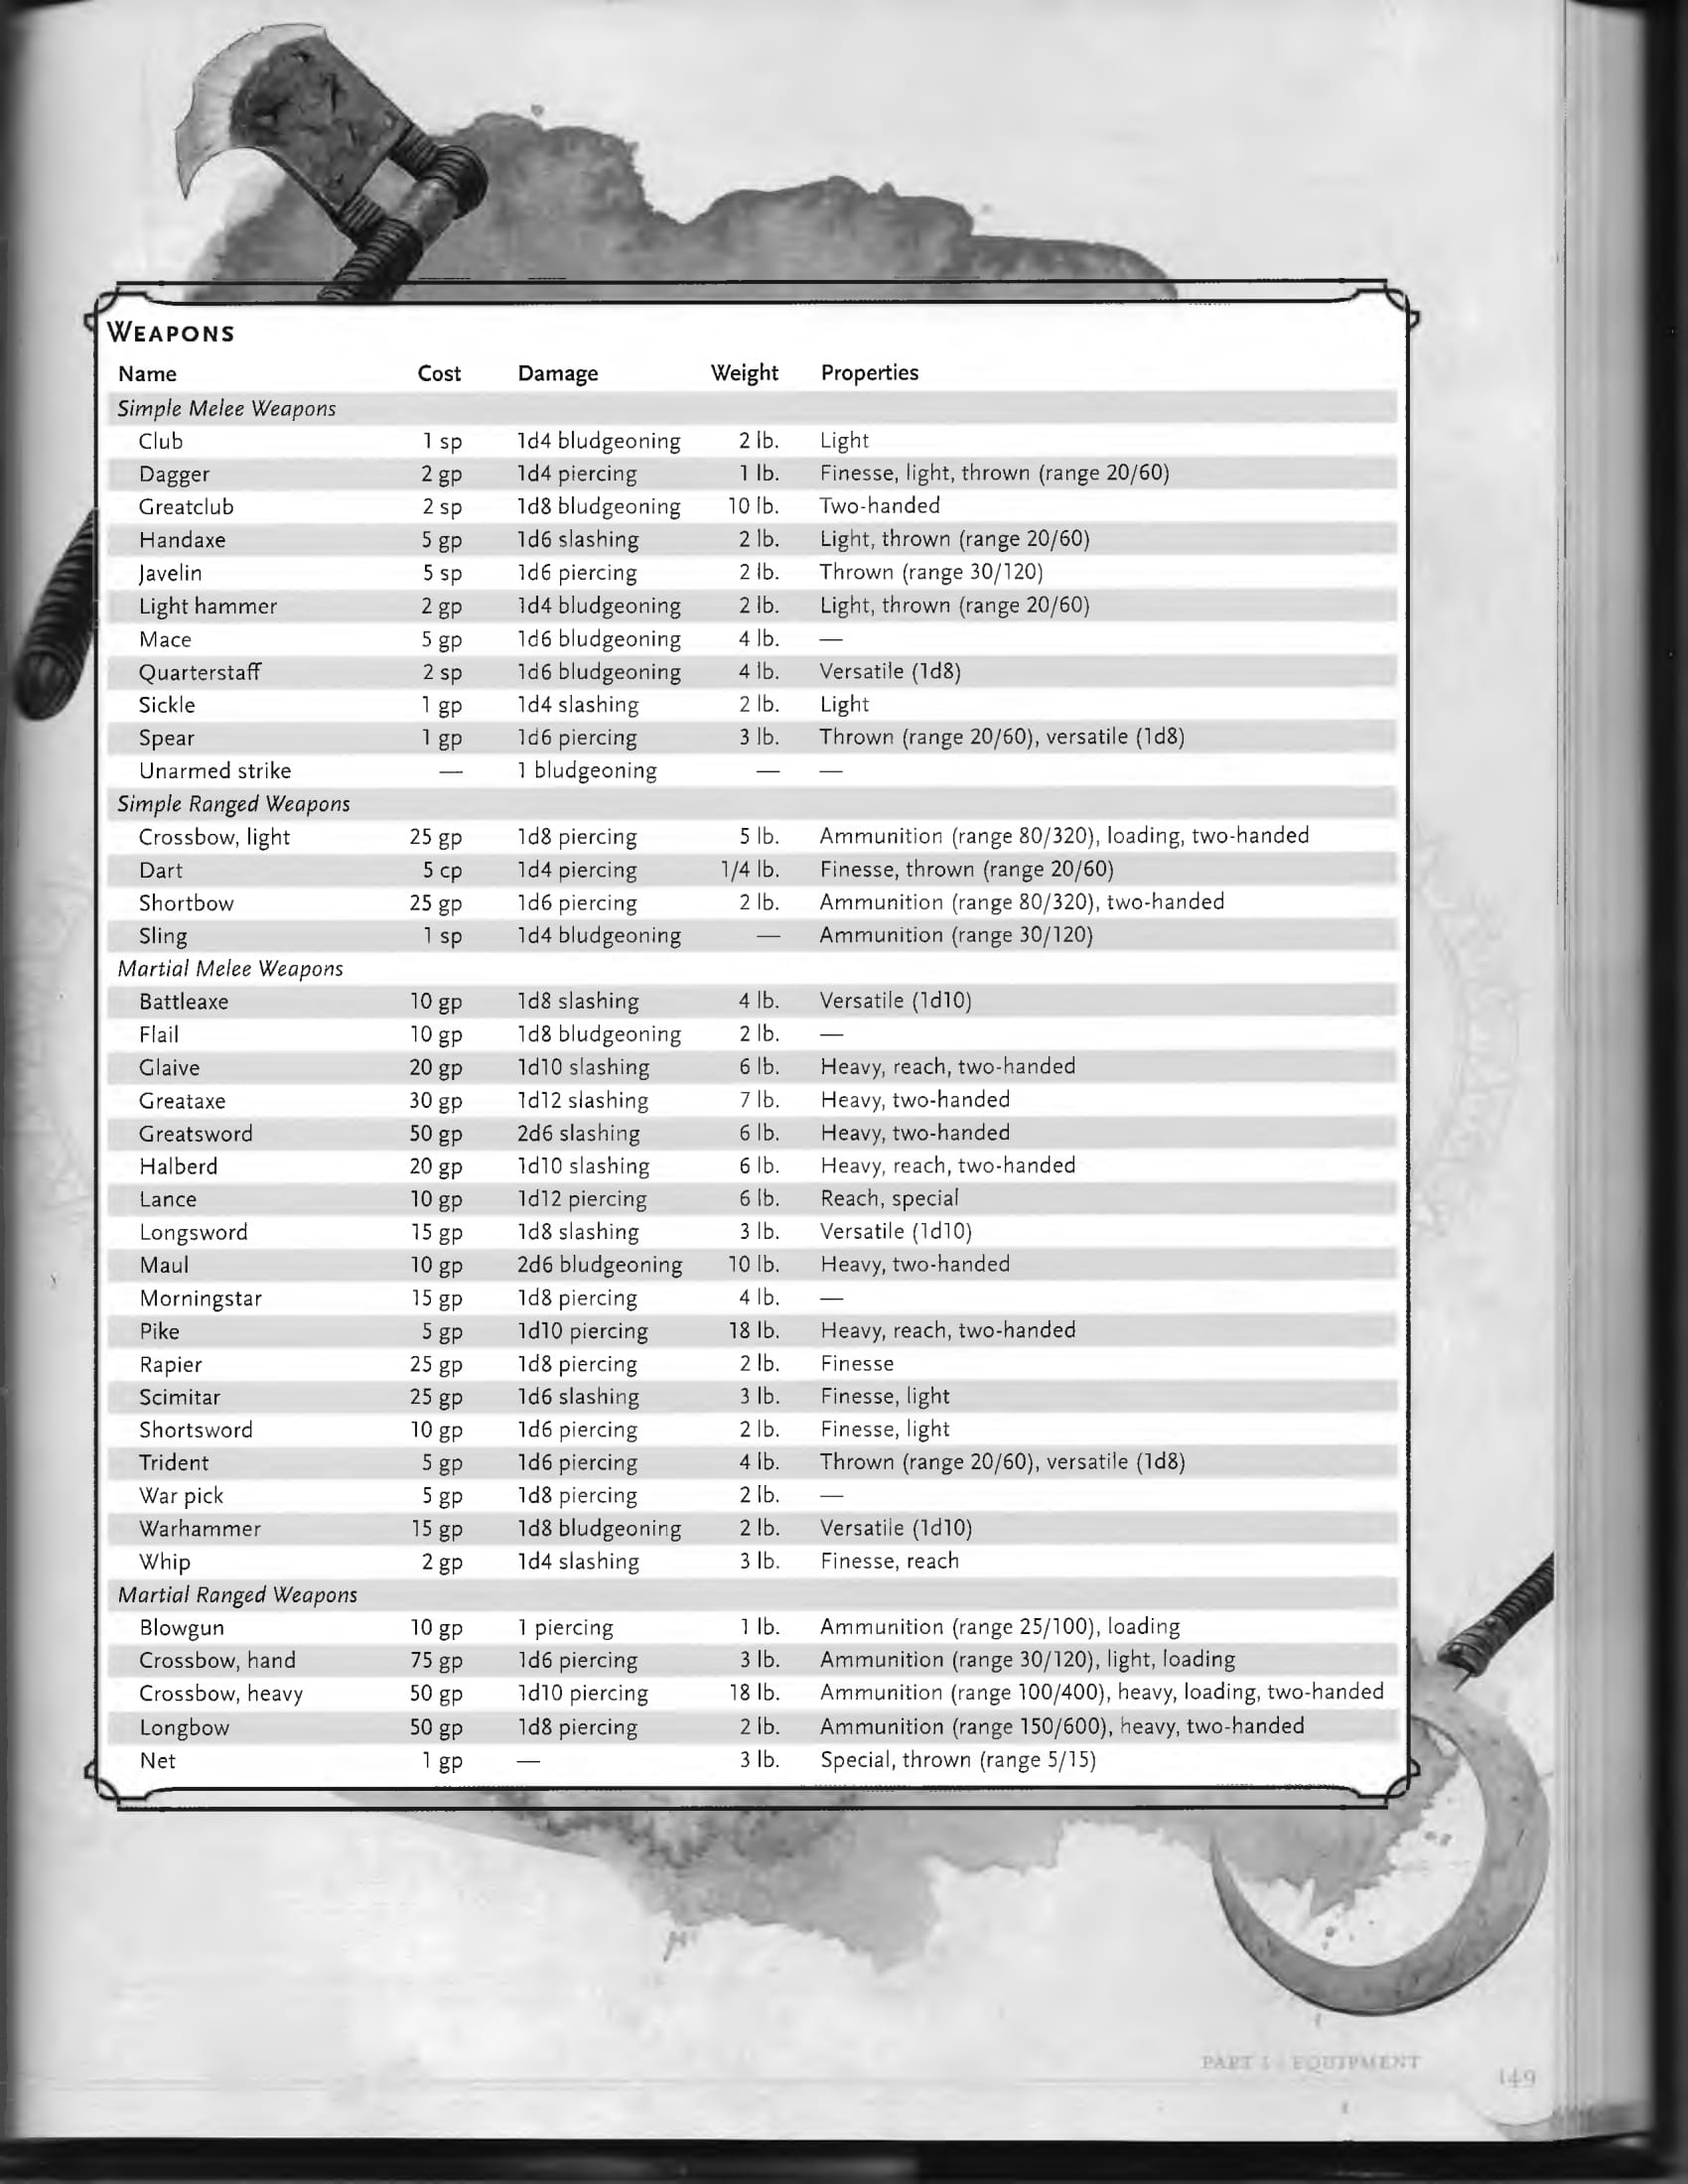 WEAPONS
Name Cost Damage Weight Properties
Simple Melee Weapons
Club 1 sp 1d4 bludgeoning 2 lb. Light
Dagger 2 gp 1d4 piercing 1 lb. Finesse, light, thrown (range 20/60)
Greatclub 2 sp 1d8 bludgeoning 10 lb. Two-handed
Handaxe 5 gp 1d6 slashing 2 lb. Light, thrown (range 20/60)
Javelin 5 sp 1d6 piercing 2 lb. Thrown (range 30/120)
Light hammer 2 gp 1d4 bludgeoning 2 lb. Light, thrown (range 20/60)
Mace 5 gp 1d6 bludgeoning 4 lb. —
Quarterstaff 2 sp 1d6 bludgeoning 4 lb. Versatile (1d8)
Sickle 1 gp 1d4 slashing 2 lb. Light
Spear 1 gp 1d6 piercing 3 lb. Thrown (range 20/60), versatile (1d8)
Unarmed strike — 1 bludgeoning — —
Simple Ranged Weapons
Crossbow, light 25 gp 1d8 piercing 5 lb. Ammunition (range 80/320), loading, two-handed
Dart 5 cp 1d4 piercing 1/4 lb. Finesse, thrown (range 20/60)
Shortbow 25 gp 1d6 piercing 2 lb. Ammunition (range 80/320), two-handed
Sling 1 sp 1d4 bludgeoning — Ammunition (range 30/120)
Martial Melee Weapons
Battleaxe 10 gp 1d8 slashing 4 lb. Versatile (1d10)
Flail 10 gp 1d8 bludgeoning 2 lb. —
Glaive 20 gp 1d10 slashing 6 lb. Heavy, reach, two-handed
Greataxe 30 gp 1d12 slashing 7 lb. Heavy, two-handed
Greatsword 50 gp 2d6 slashing 6 lb. Heavy, two-handed
Halberd 20 gp 1d10 slashing 6 lb. Heavy, reach, two-handed
Lance 10 gp 1d12 piercing 6 lb. Reach, special
Longsword 15 gp 1d8 slashing 3 lb. Versatile (1d10)
Maul 10 gp 2d6 bludgeoning 10 lb. Heavy, two-handed
Morningstar 15 gp 1d8 piercing 4 lb. —
Pike 5 gp 1d10 piercing 18 lb. Heavy, reach, two-handed
Rapier 25 gp 1d8 piercing 2 lb. Finesse
Scimitar 25 gp 1d6 slashing 3 lb. Finesse, light
Shortsword 10 gp 1d6 piercing 2 lb. Finesse, light
Trident 5 gp 1d6 piercing 4 lb. Thrown (range 20/60), versatile (1d8)
War pick 5 gp 1d8 piercing 2 lb. —
Warhammer 15 gp 1d8 bludgeoning 2 lb. Versatile (1d10)
Whip 2 gp 1d4 slashing 3 lb. Finesse, reach
Martial Ranged Weapons
Blowgun 10 gp 1 piercing 1 lb. Ammunition (range 25/100), loading
Crossbow, hand 75 gp 1d6 piercing 3 lb. Ammunition (range 30/120), light, loading
Crossbow, heavy 50 gp 1d10 piercing 18 lb. Ammunition (range 100/400), heavy, loading, two-handed
Longbow 50 gp 1d8 piercing 2 lb. Ammunition (range 150/600), heavy, two-handed
Net 1 gp — 3 lb. Special, thrown (range 5/15)
PART 1 | EQUIPMENT
149